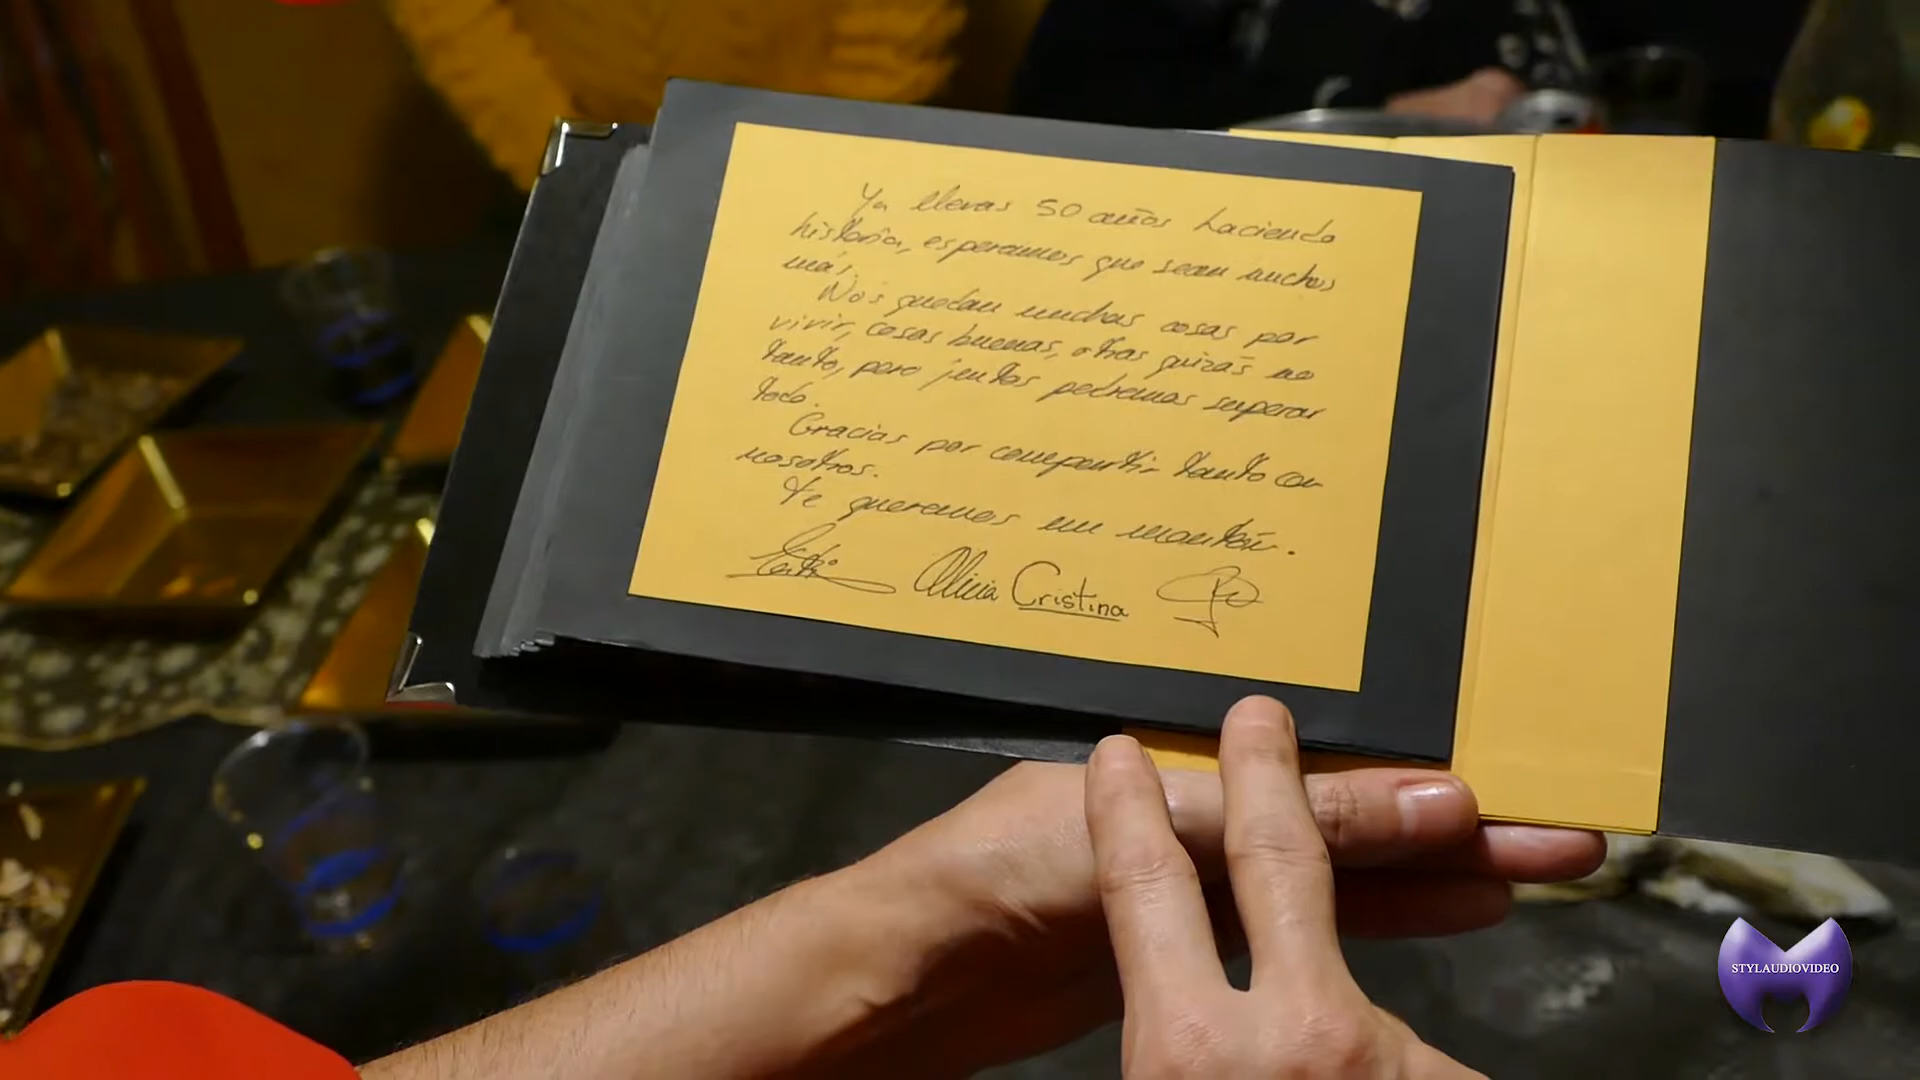 Ya llevas 50 años haciendo
historia, esperamos que sean muchos
más.
Nos quedan muchas cosas por
vivir, cosas buenas, otras quizás no
tanto, pero juntos podremos superar
todo.
Gracias por compartir tanto con
nosotros.
Te queremos un montón.
Alicia Cristina
STYLAUDIOVIDEO